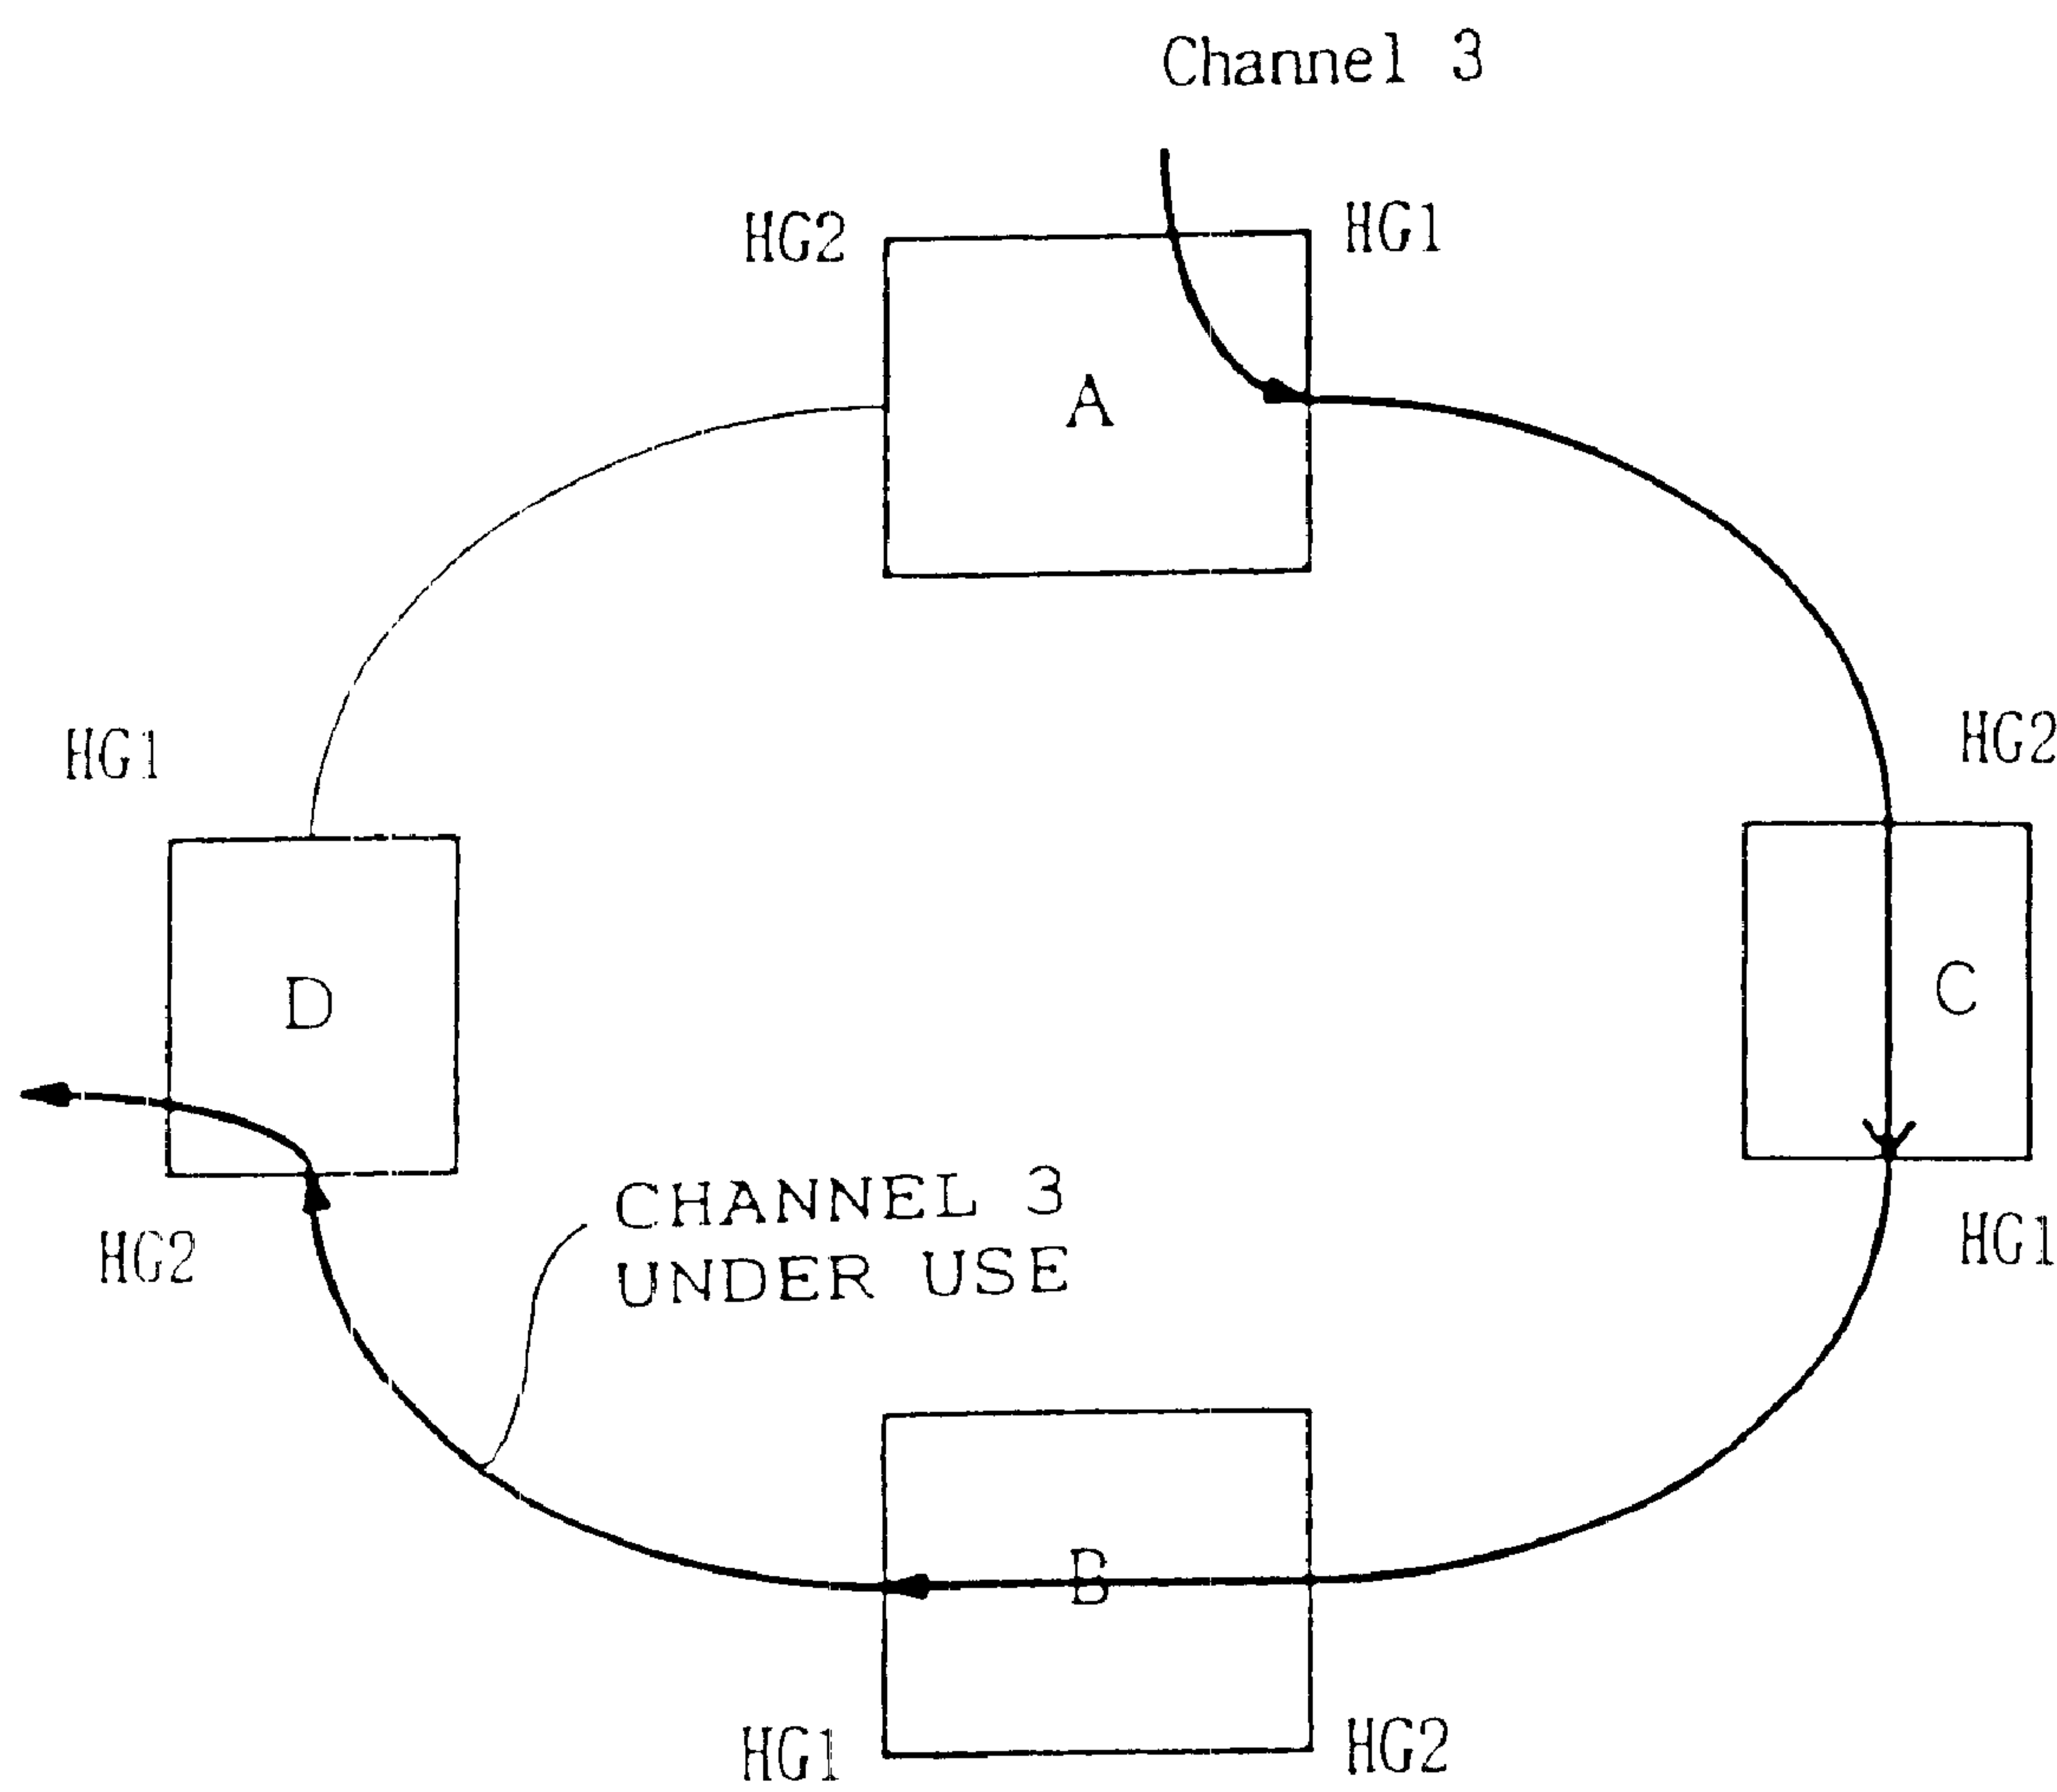 Channel 3
HG2
HG1
A
HG1
HG2
D
C
HG2
CHANNEL 3
UNDER USE
HG1
B
HG1
HG2